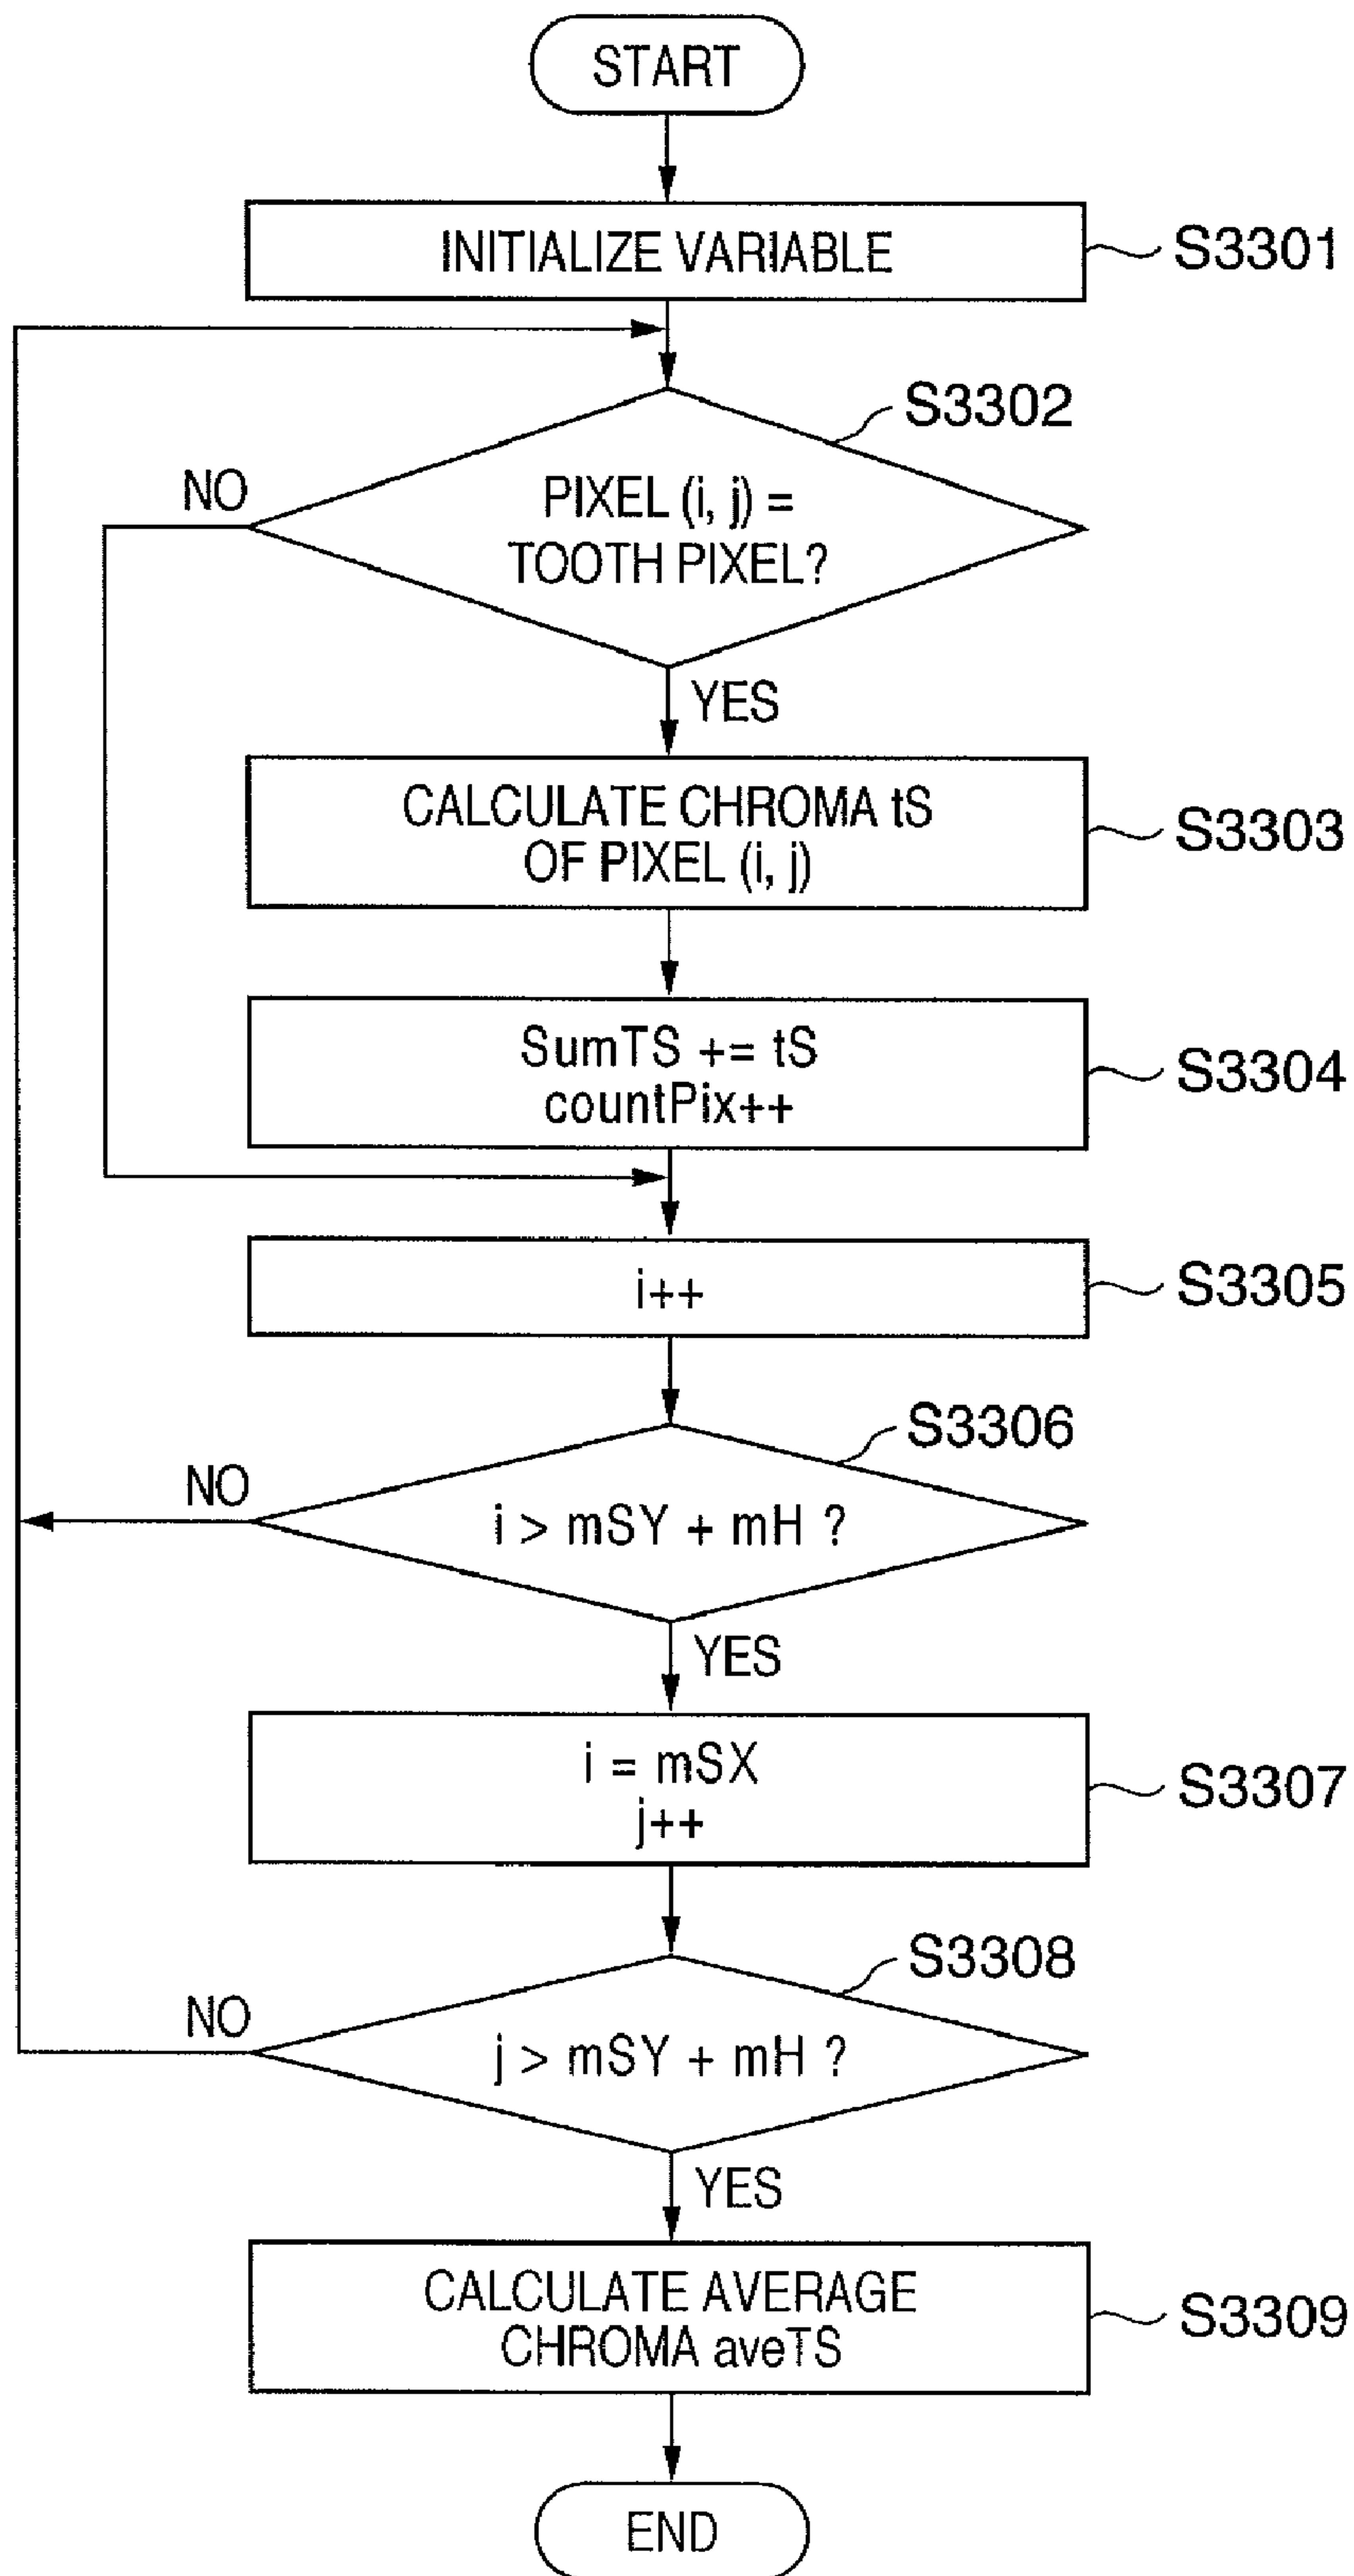 START
INITIALIZE VARIABLE
S3301
S3302
NO
PIXEL (i, j) =
TOOTH PIXEL?
YES
CALCULATE CHROMA tS
OF PIXEL (i, j)
S3303
SumTS += tS
countPix++
S3304
i++
S3305
S3306
NO
i > mSY + mH ?
YES
i = mSX
j++
S3307
S3308
NO
j > mSY + mH ?
YES
CALCULATE AVERAGE
CHROMA aveTS
S3309
END